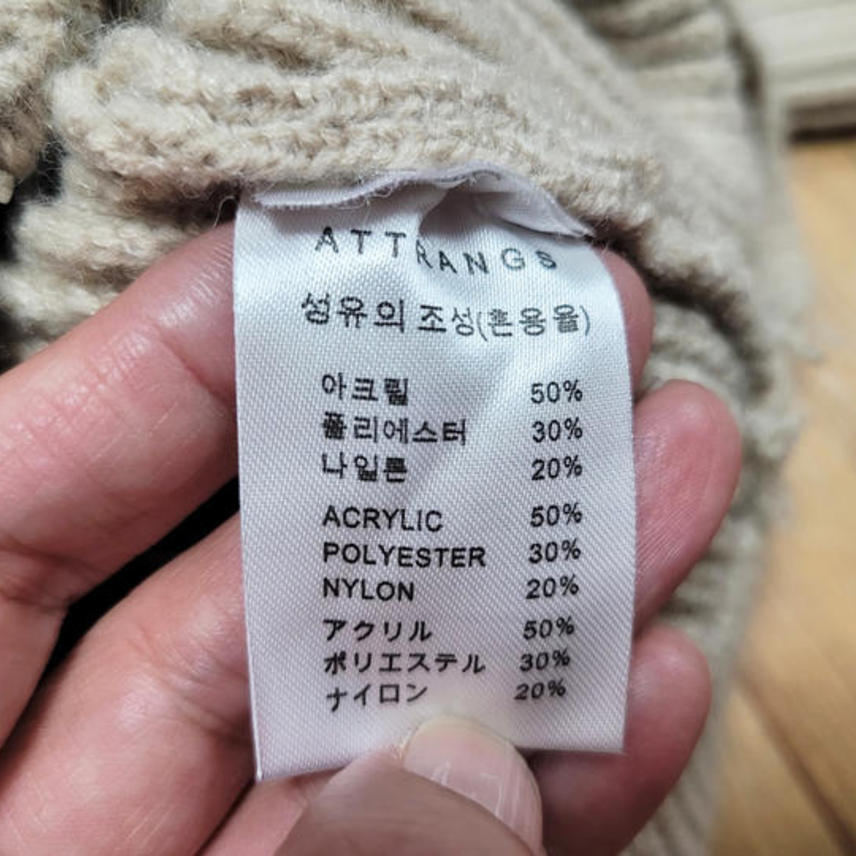 ATTRANGS
섬유의 조성(혼용율)
아크릴 50%
폴리에스터 30%
나일론 20%
ACRYLIC 50%
POLYESTER 30%
NYLON 20%
アクリル 50%
ポリエステル 30%
ナイロン 20%